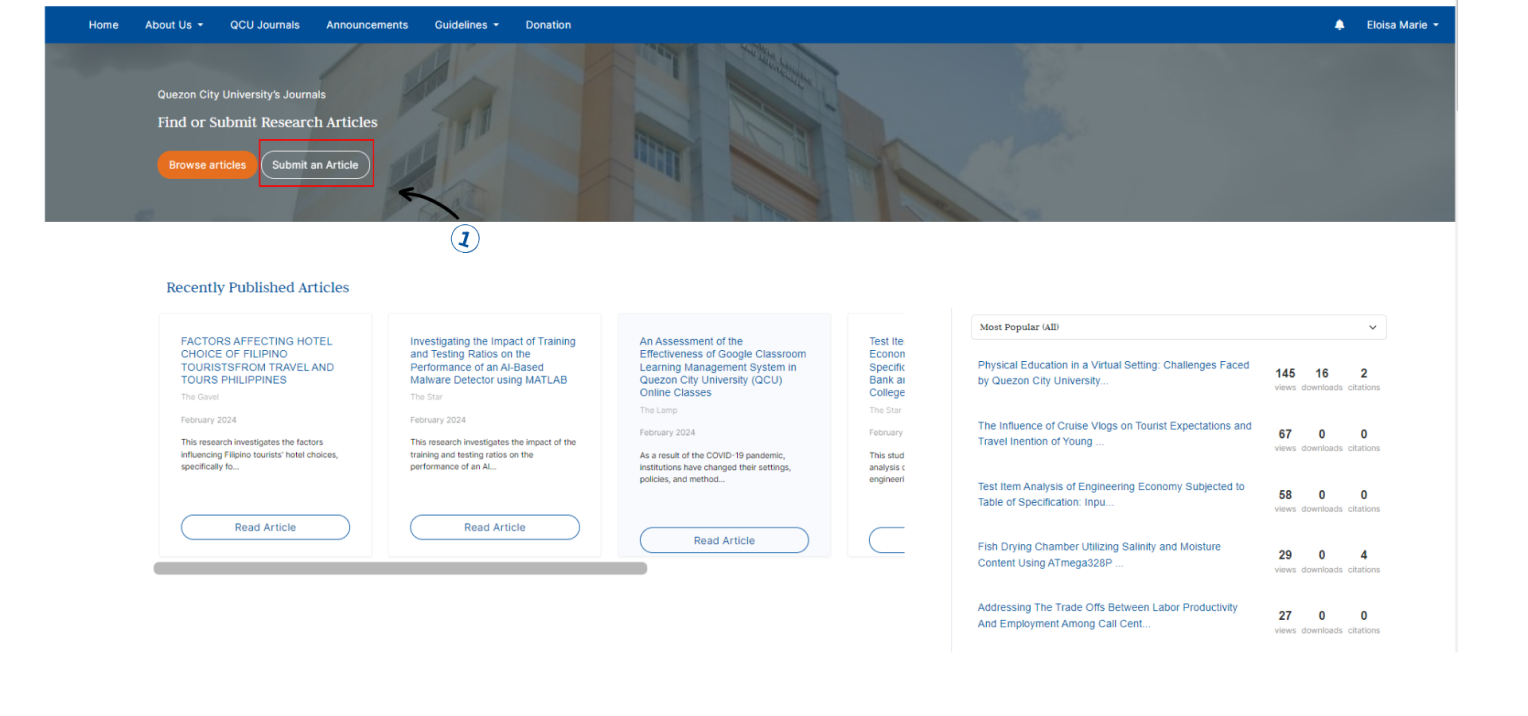 Home About Us QCU Journals Announcements Guidelines Donation Eloisa Marie
Quezon City University's Journals
Find or Submit Research Articles
Browse articles Submit an Article
1
Recently Published Articles
FACTORS AFFECTING HOTEL
CHOICE OF FILIPINO
TOURISTSFROM TRAVEL AND
TOURS PHILIPPINES
The Gavel
February 2024
This research investigates the factors
influencing Filipino tourists' hotel choices,
specifically fo...
Read Article
Investigating the Impact of Training
and Testing Ratios on the
Performance of an AI-Based
Malware Detector using MATLAB
The Star
February 2024
This research investigates the impact of the
training and testing ratios on the
performance of an AI...
Read Article
An Assessment of the
Effectiveness of Google Classroom
Learning Management System in
Quezon City University (QCU)
Online Classes
The Lamp
February 2024
As a result of the COVID-19 pandemic,
institutions have changed their settings,
policies, and method...
Read Article
Test Ite
Econom
Specific
Bank a
College
The Star
February
This stud
analysis
engineeri
Most Popular (All)
Physical Education in a Virtual Setting: Challenges Faced
by Quezon City University...
145 16 2
views downloads citations
The Influence of Cruise Vlogs on Tourist Expectations and
Travel Inention of Young ...
67 0 0
views downloads citations
Test Item Analysis of Engineering Economy Subjected to
Table of Specification: Inpu...
58 0 0
views downloads citations
Fish Drying Chamber Utilizing Salinity and Moisture
Content Using ATmega328P ...
29 0 4
views downloads citations
Addressing The Trade Offs Between Labor Productivity
And Employment Among Call Cent...
27 0 0
views downloads citations